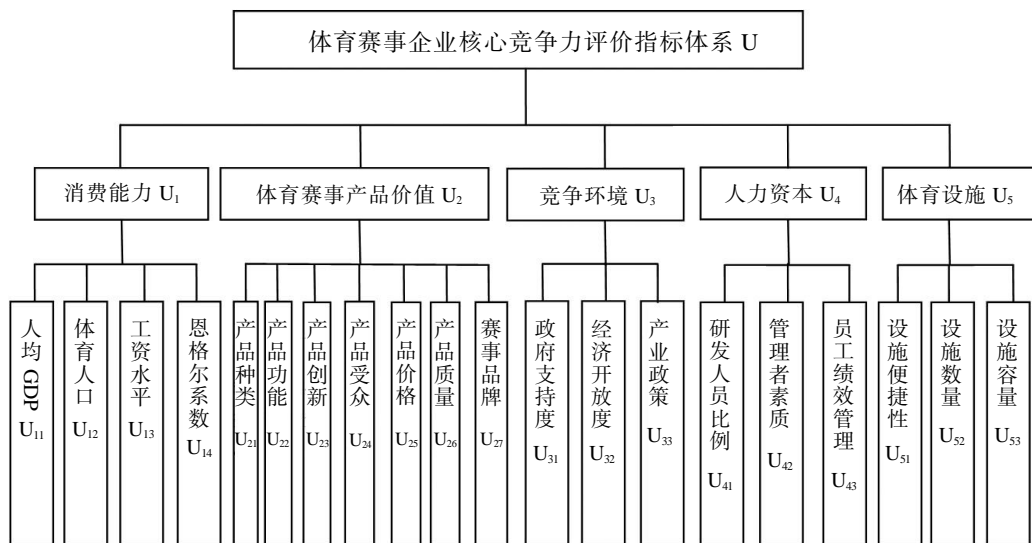 体育赛事企业核心竞争力评价指标体系 U
消费能力 U₁
体育赛事产品价值 U₂
竞争环境 U₃
人力资本 U₄
体育设施 U₅
人均 GDP U₁₁
体育人口 U₁₂
工资水平 U₁₃
恩格尔系数 U₁₄
产品种类 U₂₁
产品功能 U₂₂
产品创新 U₂₃
产品受众 U₂₄
产品价格 U₂₅
产品质量 U₂₆
赛事品牌 U₂₇
政府支持度 U₃₁
经济开放度 U₃₂
产业政策 U₃₃
研发人员比例 U₄₁
管理者素质 U₄₂
员工绩效管理 U₄₃
设施便捷性 U₅₁
设施数量 U₅₂
设施容量 U₅₃